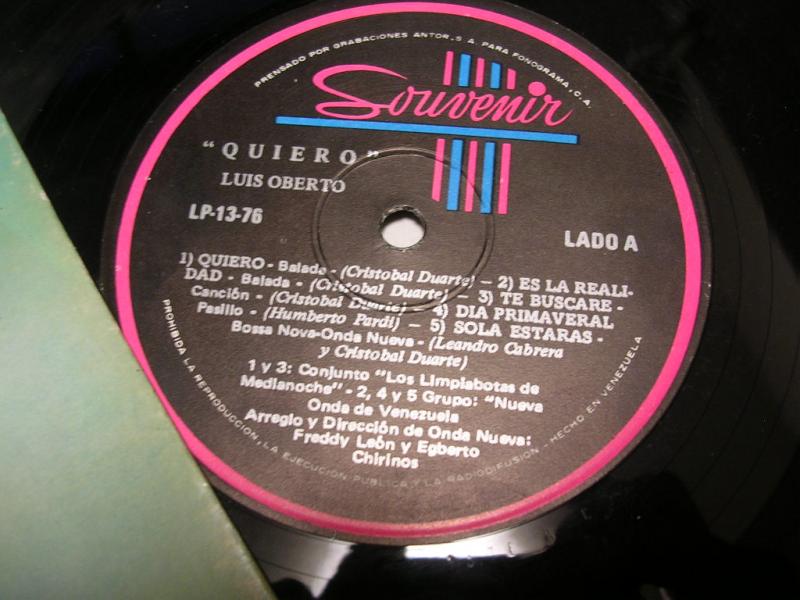 PRENSADO POR GRABACIONES ANTOR, S A. PARA FONOGRAMA, C.A.
Souvenir
"QUIERO"
LUIS OBERTO
LP-13-76
LADO A
1) QUIERO - Balada - (Cristobal Duarte) - 2) ES LA REALI-
DAD - Balada - (Cristobal Duarte) - 3) TE BUSCARE -
Canción - (Cristobal Duarte) - 4) DIA PRIMAVERAL
Pasillo - (Humberto Pardi) - 5) SOLA ESTARAS -
Bossa Nova-Onda Nueva - (Leandro Cabrera
y Cristobal Duarte)
1 y 3: Conjunto "Los Limpiabotas de
Medianoche" - 2, 4 y 5 Grupo: "Nueva
Onda de Venezuela
Arreglo y Dirección de Onda Nueva:
Freddy León y Egberto
Chirinos
PROHIBIDA LA REPRODUCCION, LA EJECUCION PUBLICA Y LA RADIODIFUSION - HECHO EN VENEZUELA